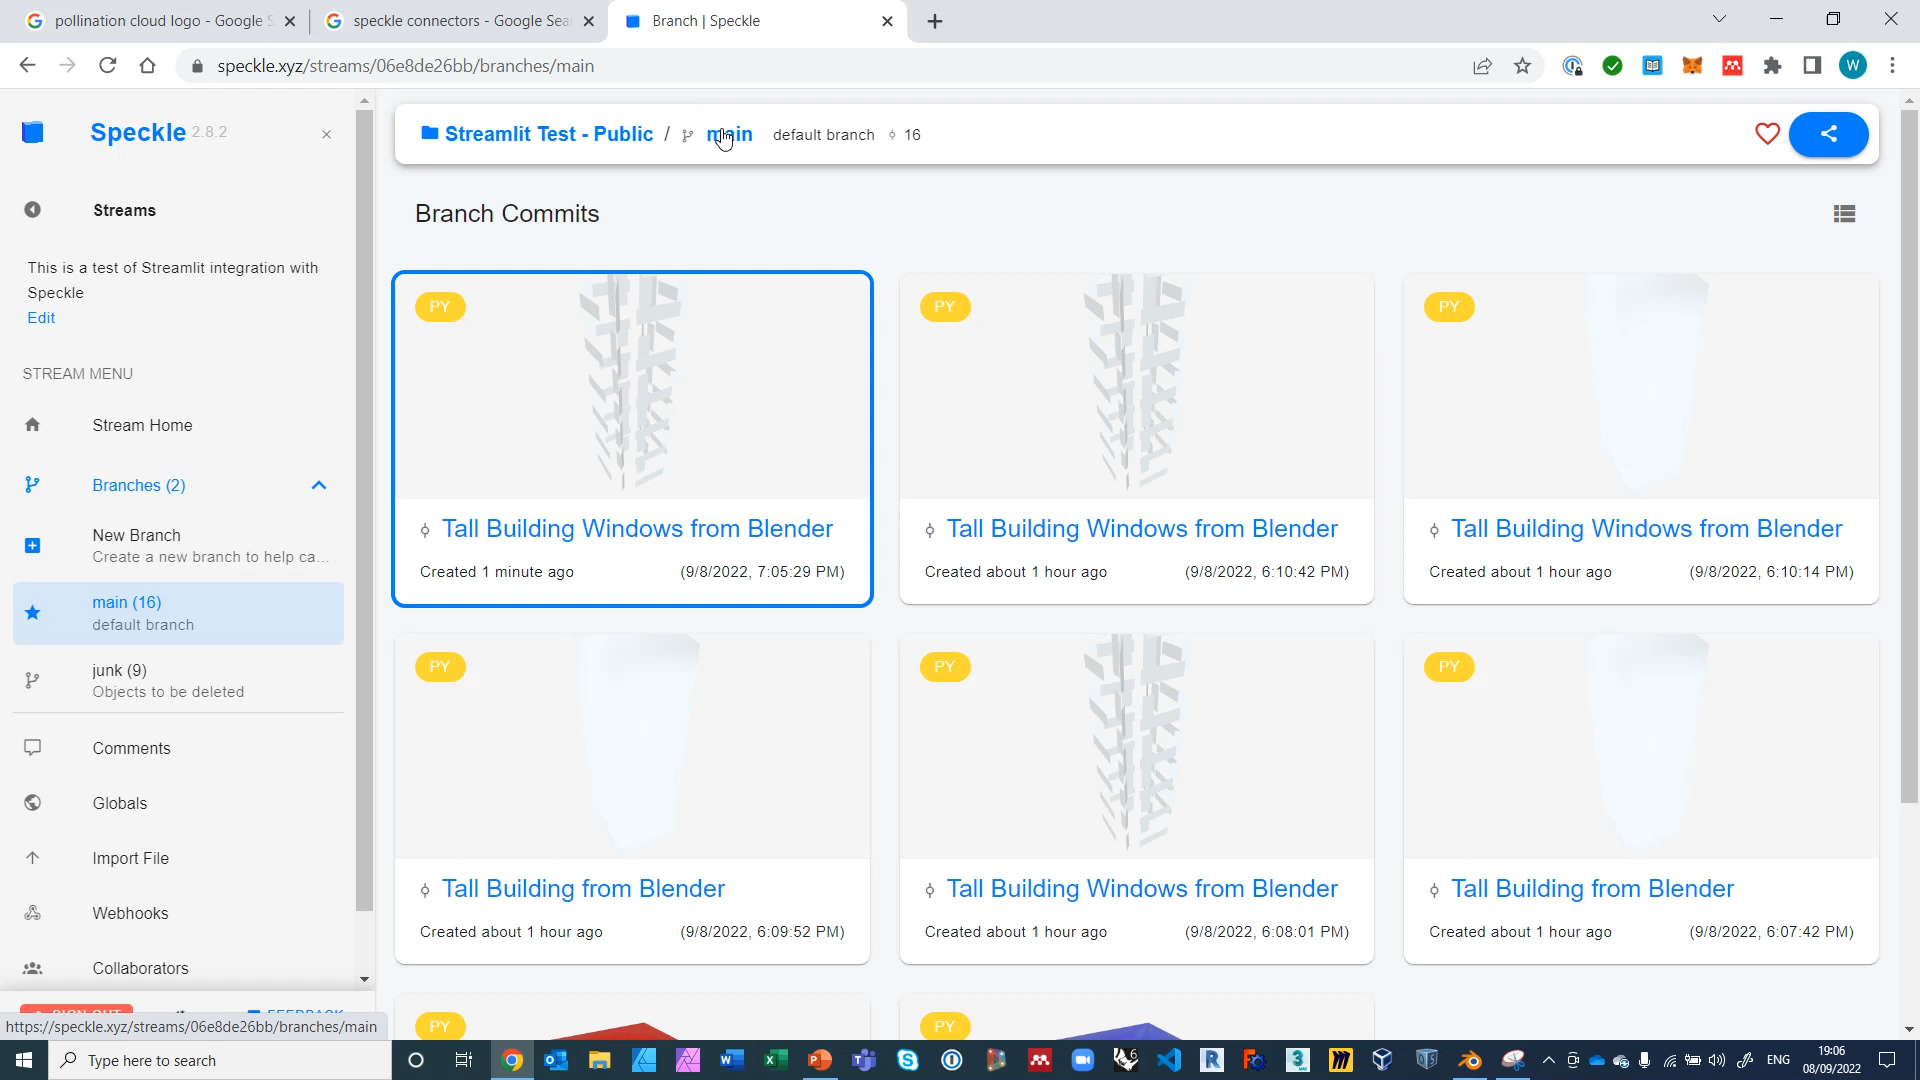 pollination cloud logo - Google S
speckle connectors - Google Sea
Branch | Speckle
speckle.xyz/streams/06e8de26bb/branches/main
W
Speckle 2.8.2
Streamlit Test - Public / main default branch 16
Streams
Branch Commits
This is a test of Streamlit integration with
Speckle
Edit
STREAM MENU
Stream Home
Branches (2)
New Branch
Create a new branch to help ca...
main (16)
default branch
junk (9)
Objects to be deleted
Comments
Globals
Import File
Webhooks
Collaborators
PY
Tall Building Windows from Blender
Created 1 minute ago (9/8/2022, 7:05:29 PM)
PY
Tall Building Windows from Blender
Created about 1 hour ago (9/8/2022, 6:10:42 PM)
PY
Tall Building Windows from Blender
Created about 1 hour ago (9/8/2022, 6:10:14 PM)
PY
Tall Building from Blender
Created about 1 hour ago (9/8/2022, 6:09:52 PM)
PY
Tall Building Windows from Blender
Created about 1 hour ago (9/8/2022, 6:08:01 PM)
PY
Tall Building from Blender
Created about 1 hour ago (9/8/2022, 6:07:42 PM)
PY
PY
SIGN OUT
FEEDBACK
https://speckle.xyz/streams/06e8de26bb/branches/main
Type here to search
ENG
19:06
08/09/2022